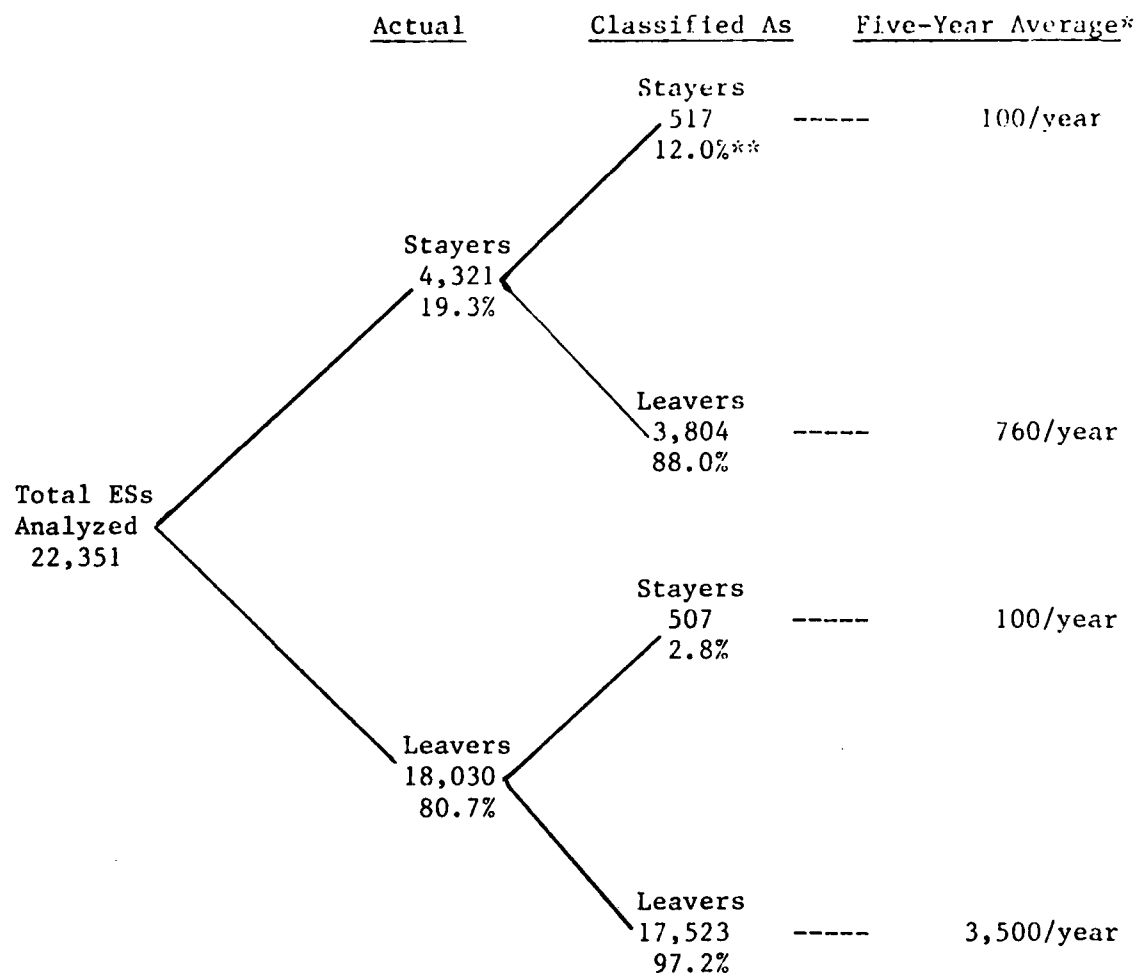 Actual Classified As Five-Year Average*
Stayers
517 ----- 100/year
12.0%**
Stayers
4,321
19.3%
Leavers
3,804 ----- 760/year
88.0%
Total ESs
Analyzed
22,351
Stayers
507 ----- 100/year
2.8%
Leavers
18,030
80.7%
Leavers
17,523 ----- 3,500/year
97.2%